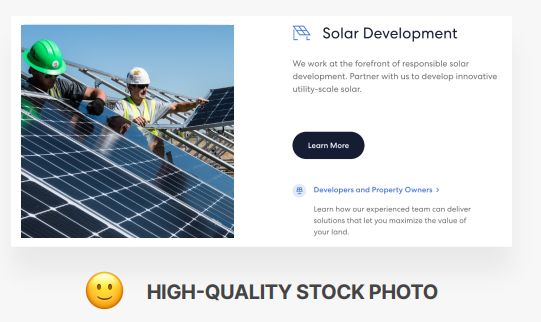 Solar Development
We work at the forefront of responsible solar
development. Partner with us to develop innovative
utility-scale solar.
Learn More
Developers and Property Owners >
Learn how our experienced team can deliver
solutions that let you maximize the value of
your land.
HIGH-QUALITY STOCK PHOTO